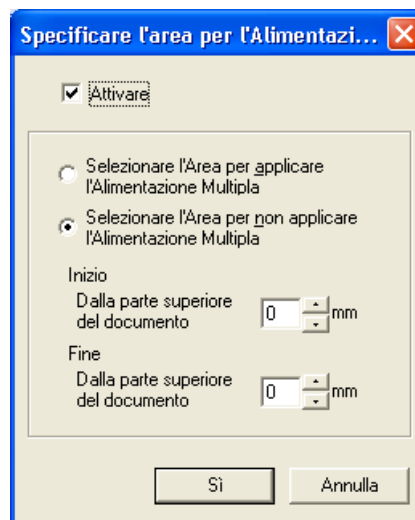 Specificare l'area per l'Alimentazi...
Attivare
Selezionare l'Area per applicare
l'Alimentazione Multipla
Selezionare l'Area per non applicare
l'Alimentazione Multipla
Inizio
Dalla parte superiore
del documento
0 mm
Fine
Dalla parte superiore
del documento
0 mm
Sì
Annulla